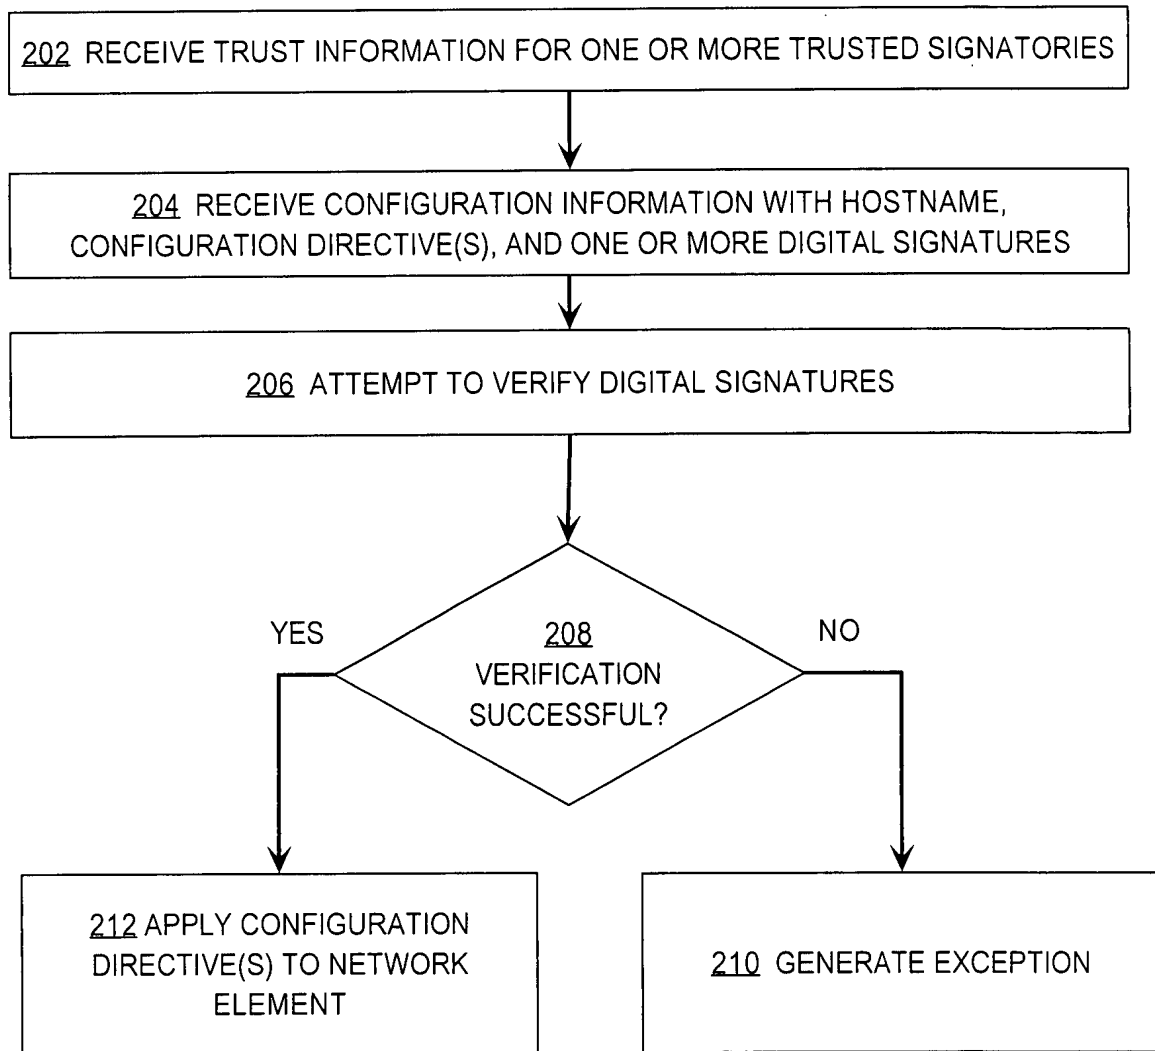 202 RECEIVE TRUST INFORMATION FOR ONE OR MORE TRUSTED SIGNATORIES
204 RECEIVE CONFIGURATION INFORMATION WITH HOSTNAME,
CONFIGURATION DIRECTIVE(S), AND ONE OR MORE DIGITAL SIGNATURES
206 ATTEMPT TO VERIFY DIGITAL SIGNATURES
YES
208
VERIFICATION
SUCCESSFUL?
NO
212 APPLY CONFIGURATION
DIRECTIVE(S) TO NETWORK
ELEMENT
210 GENERATE EXCEPTION